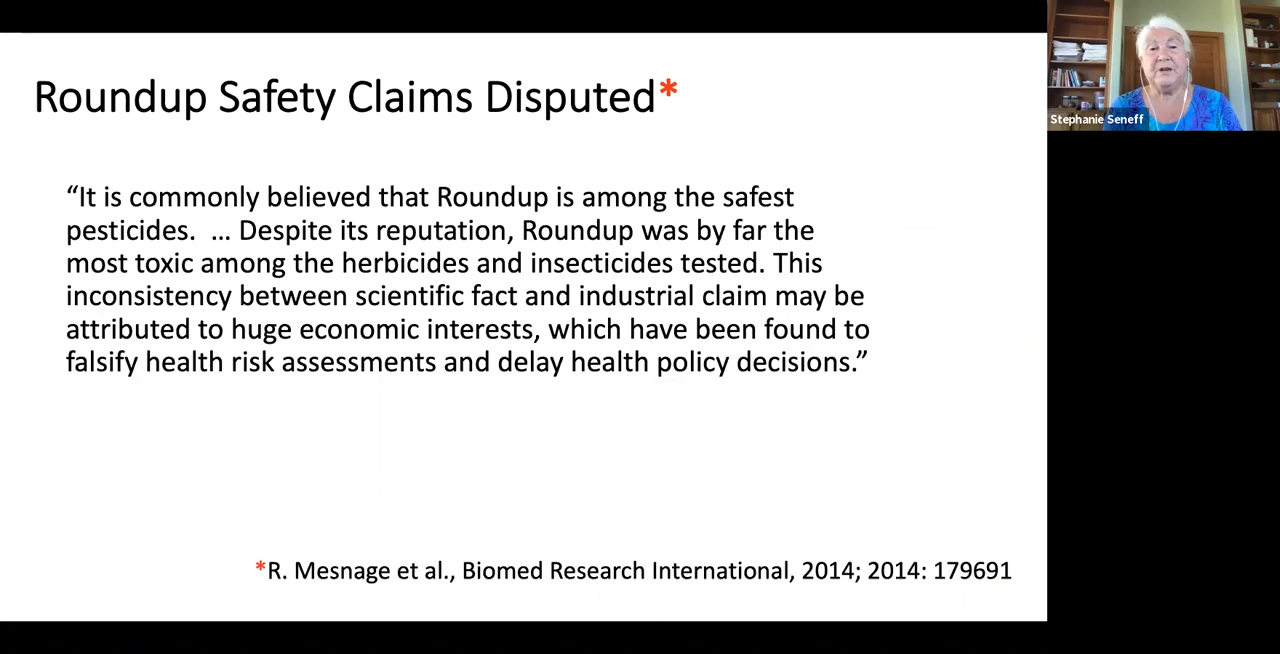 Roundup Safety Claims Disputed*
Stephanie Seneff
“It is commonly believed that Roundup is among the safest
pesticides.  … Despite its reputation, Roundup was by far the
most toxic among the herbicides and insecticides tested. This
inconsistency between scientific fact and industrial claim may be
attributed to huge economic interests, which have been found to
falsify health risk assessments and delay health policy decisions.”
*R. Mesnage et al., Biomed Research International, 2014; 2014: 179691